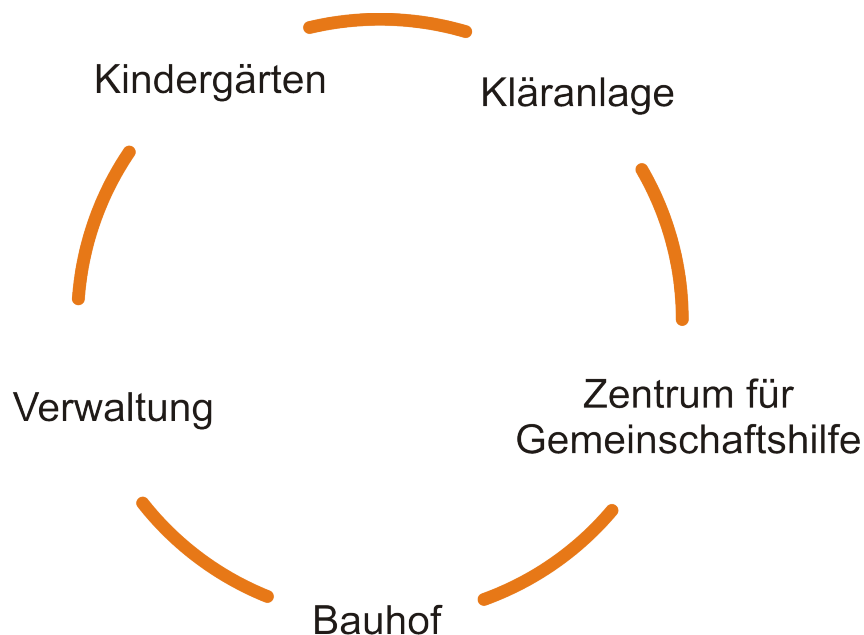 Kindergärten
Kläranlage
Verwaltung
Zentrum für
Gemeinschaftshilfe
Bauhof